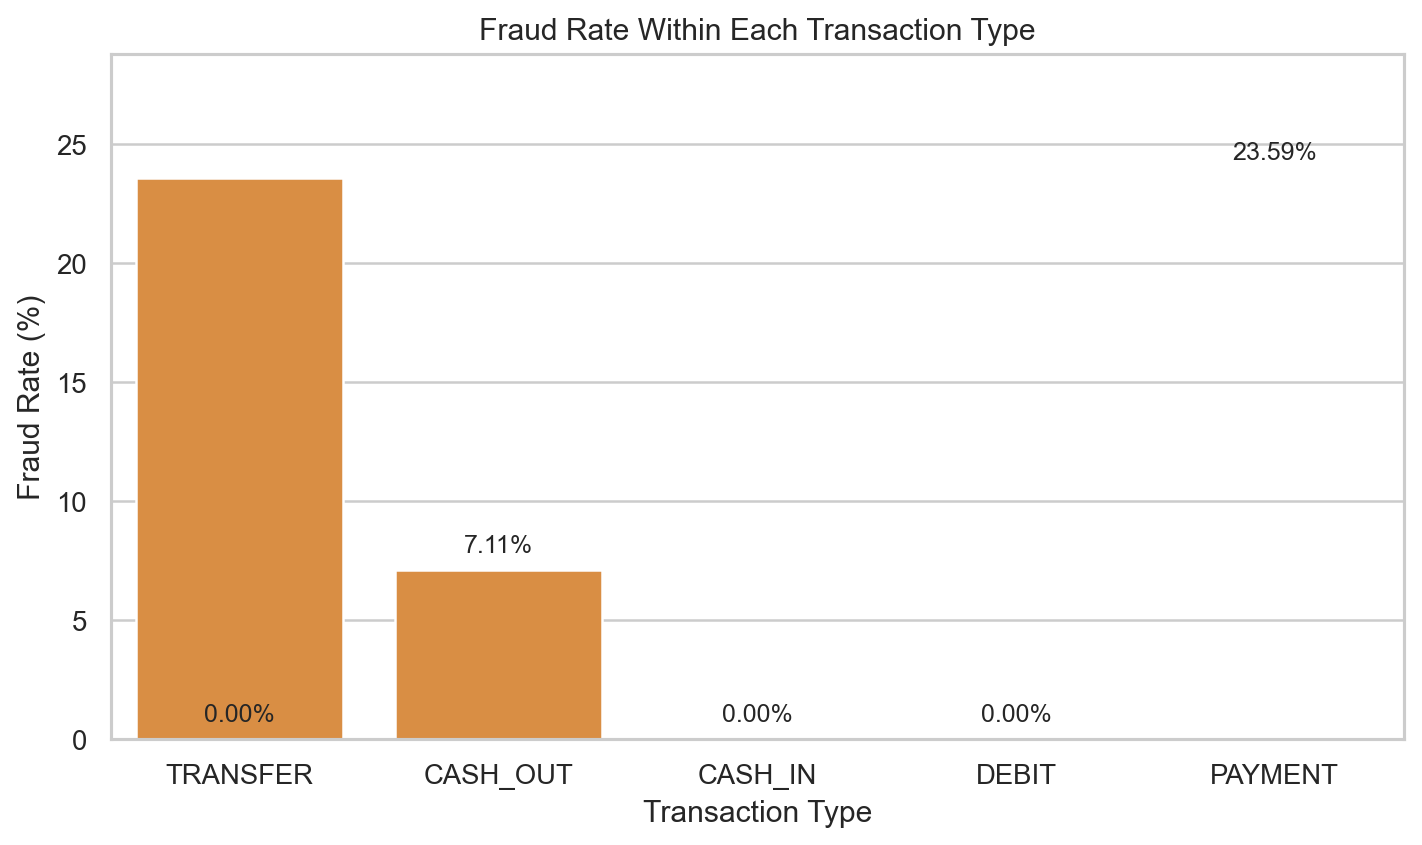 Fraud Rate Within Each Transaction Type
Fraud Rate (%)
25
20
15
10
5
0
23.59%
7.11%
0.00%
0.00%
0.00%
TRANSFER
CASH_OUT
CASH_IN
DEBIT
PAYMENT
Transaction Type